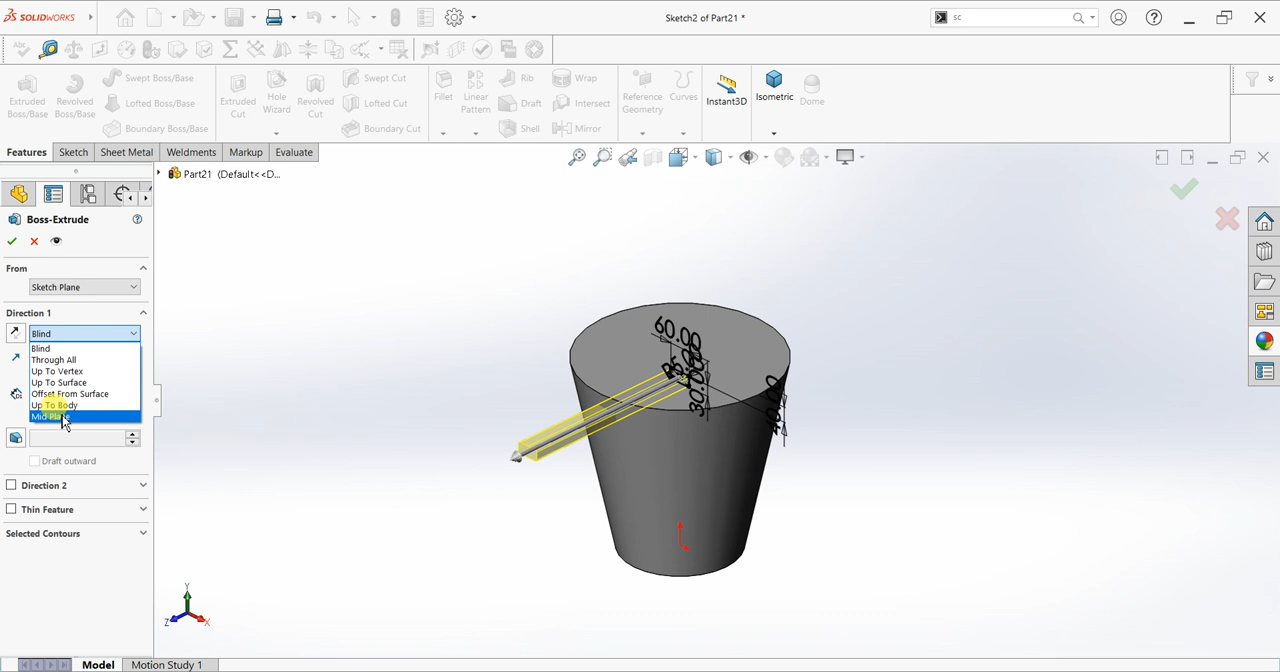 SOLIDWORKS
Sketch2 of Part21 *
sc
Abc
Extruded Boss/Base
Revolved Boss/Base
Swept Boss/Base
Lofted Boss/Base
Boundary Boss/Base
Extruded Cut
Hole Wizard
Revolved Cut
Swept Cut
Lofted Cut
Boundary Cut
Fillet
Linear Pattern
Rib
Draft
Shell
Wrap
Intersect
Mirror
Reference Geometry
Curves
Instant3D
Isometric
Dome
Features
Sketch
Sheet Metal
Weldments
Markup
Evaluate
Part21 (Default<<D...
Boss-Extrude
From
Sketch Plane
Direction 1
Blind
Blind
Through All
Up To Vertex
Up To Surface
Offset From Surface
Up To Body
Mid Plane
Draft outward
Direction 2
Thin Feature
Selected Contours
Y
Z
X
Model
Motion Study 1